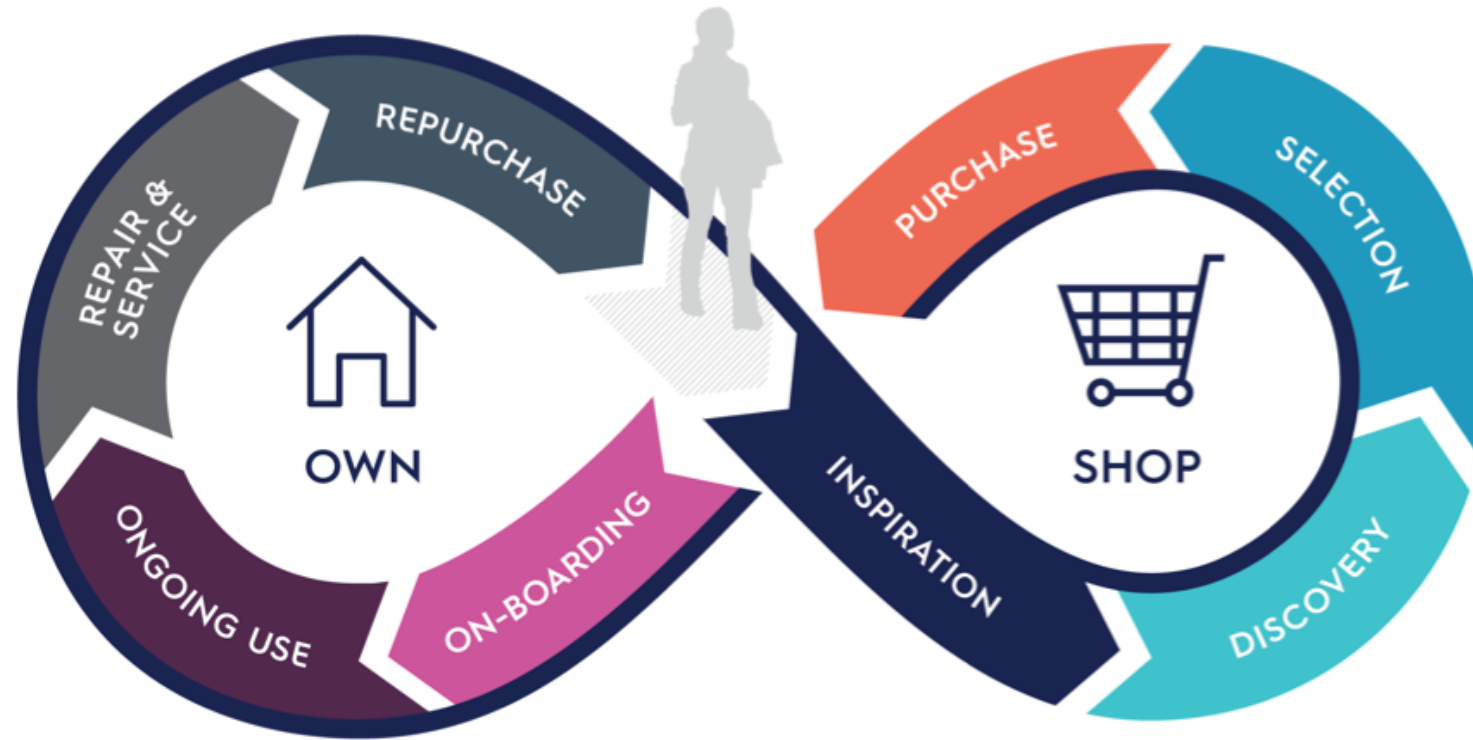 REPURCHASE
PURCHASE
SELECTION
REPAIR &
SERVICE
OWN
SHOP
ONGOING USE
ON-BOARDING
INSPIRATION
DISCOVERY